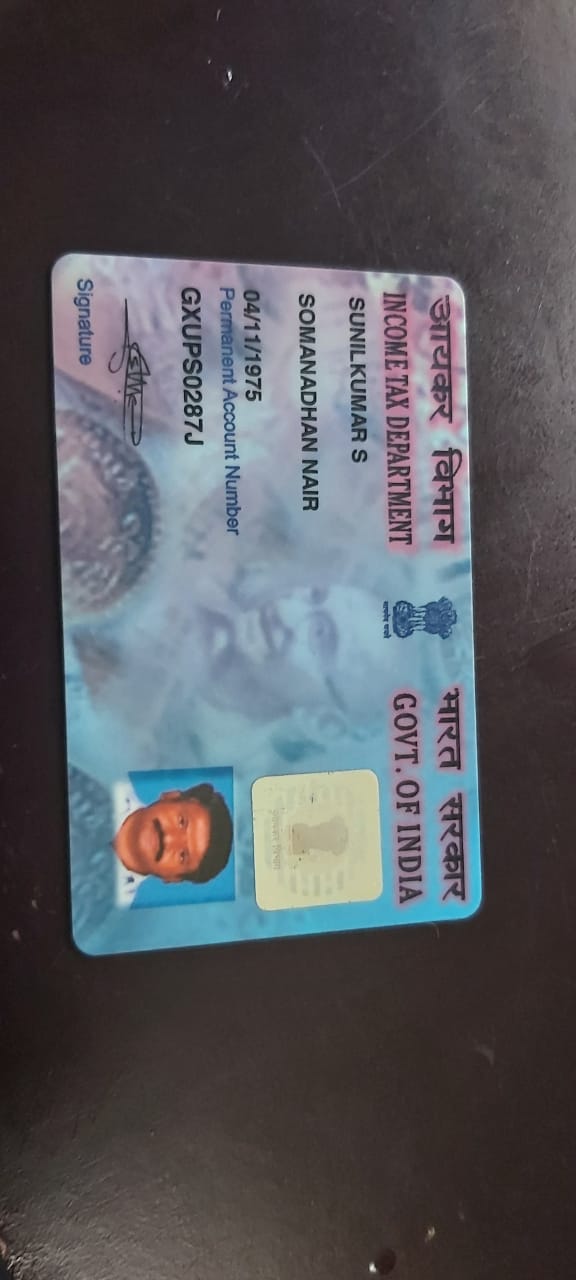 आयकर विभाग
भारत सरकार
INCOME TAX DEPARTMENT
GOVT. OF INDIA
सत्यमेव जयते
SUNILKUMAR S
SOMANADHAN NAIR
04/11/1975
Permanent Account Number
GXUPS0287J
Signature
आयकर विभाग